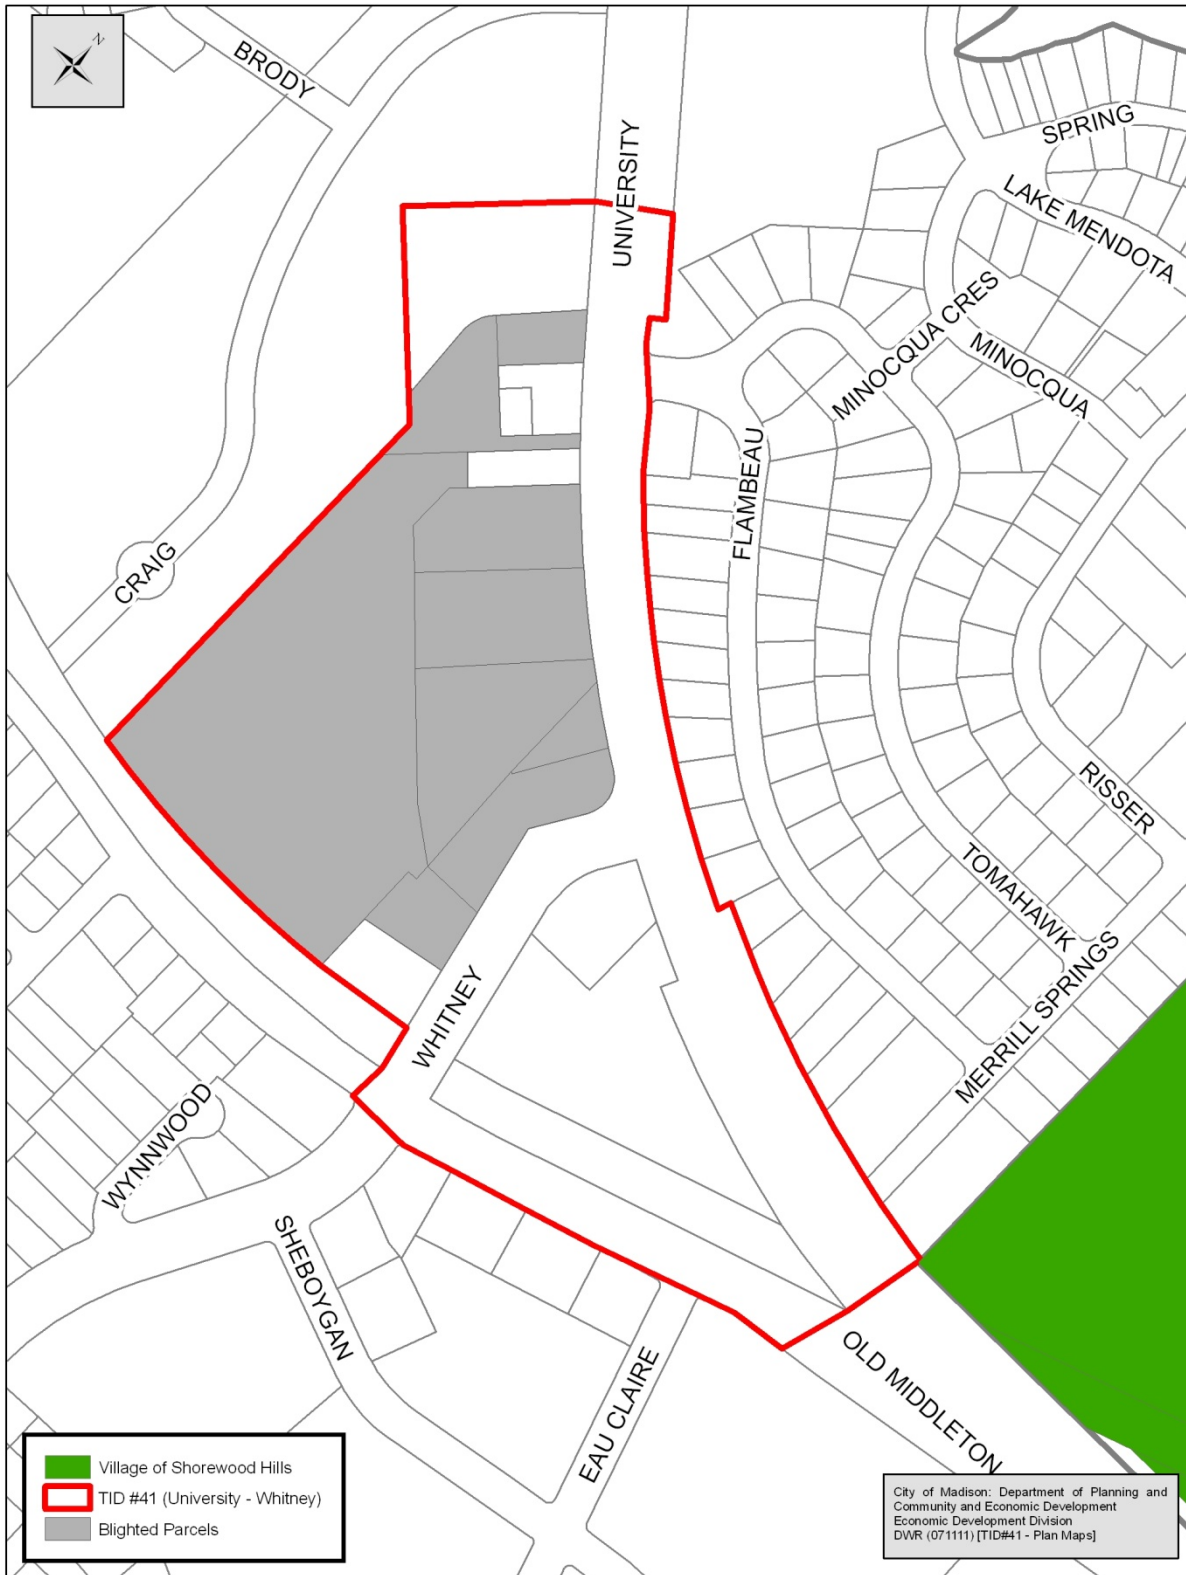 N
BRODY
UNIVERSITY
SPRING
LAKE MENDOTA
MINOCQUA CRES
MINOCQUA
FLAMBEAU
CRAIG
RISSER
TOMAHAWK
MERRILL SPRINGS
WHITNEY
WYNNWOOD
SHEBOYGAN
EAU CLAIRE
OLD MIDDLETON
Village of Shorewood Hills
TID #41 (University - Whitney)
Blighted Parcels
City of Madison: Department of Planning and
Community and Economic Development
Economic Development Division
DWR (071111) [TID#41 - Plan Maps]